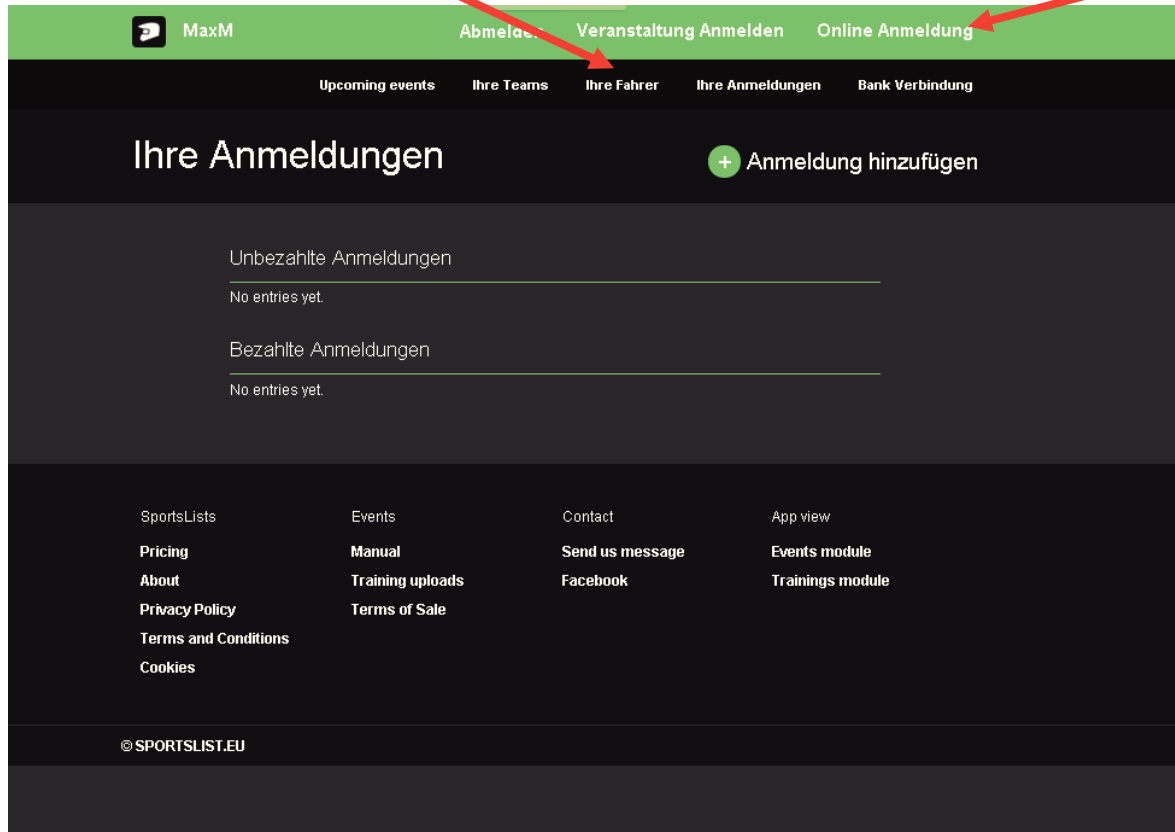 MaxM Abmelden Veranstaltung Anmelden Online Anmeldung
Upcoming events Ihre Teams Ihre Fahrer Ihre Anmeldungen Bank Verbindung
Ihre Anmeldungen + Anmeldung hinzufügen
Unbezahlte Anmeldungen
No entries yet.
Bezahlte Anmeldungen
No entries yet.
SportsLists Events Contact App view
Pricing Manual Send us message Events module
About Training uploads Facebook Trainings module
Privacy Policy Terms of Sale
Terms and Conditions
Cookies
© SPORTSLIST.EU